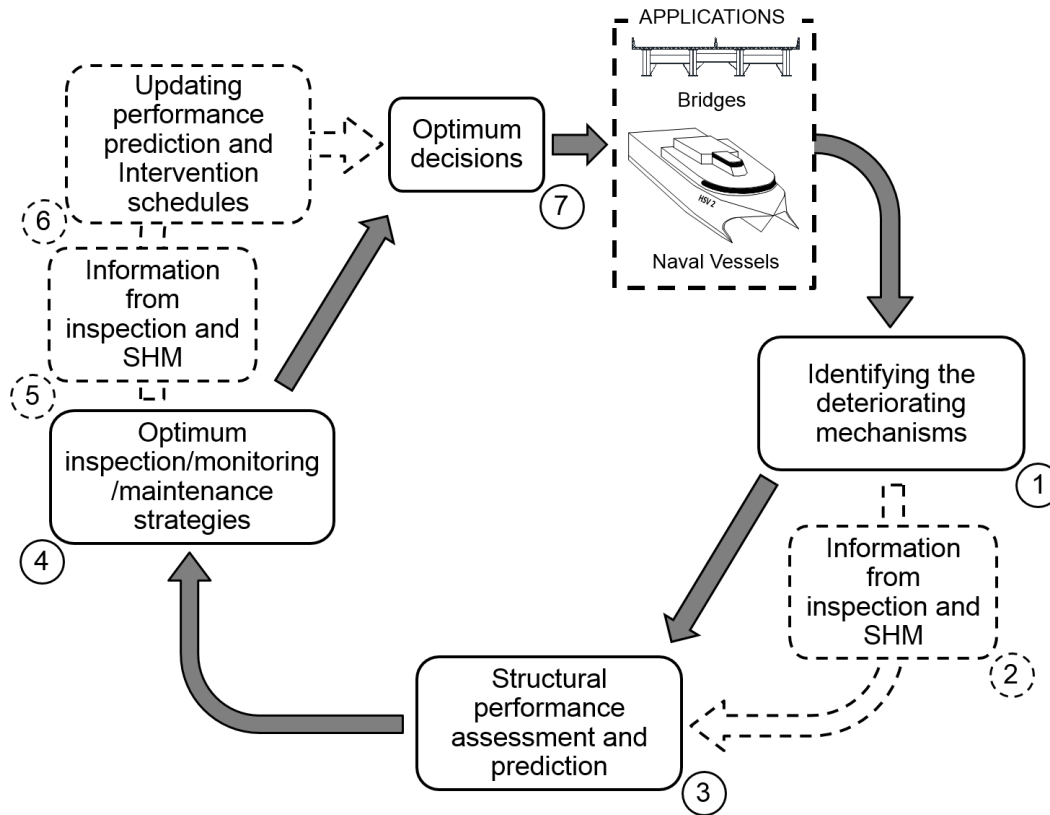 APPLICATIONS
Bridges
HSV 2
Naval Vessels
Identifying the
deteriorating
mechanisms
1
Information
from
inspection and
SHM
2
Structural
performance
assessment and
prediction
3
Optimum
inspection/monitoring
/maintenance
strategies
4
Information
from
inspection and
SHM
5
Updating
performance
prediction and
Intervention
schedules
6
Optimum
decisions
7